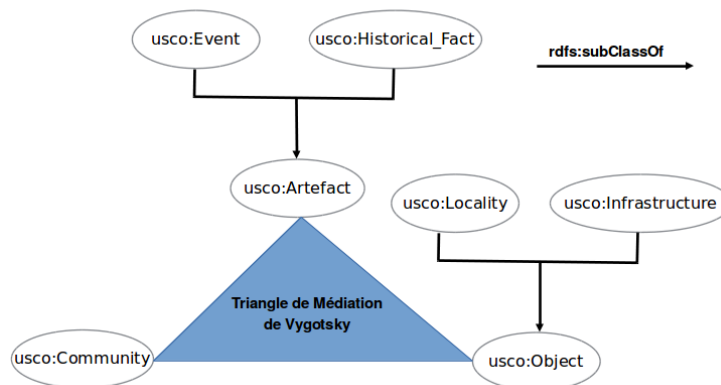 usco:Event
usco:Historical_Fact
rdfs:subClassOf
usco:Artefact
usco:Locality
usco:Infrastructure
Triangle de Médiation
de Vygotsky
usco:Community
usco:Object